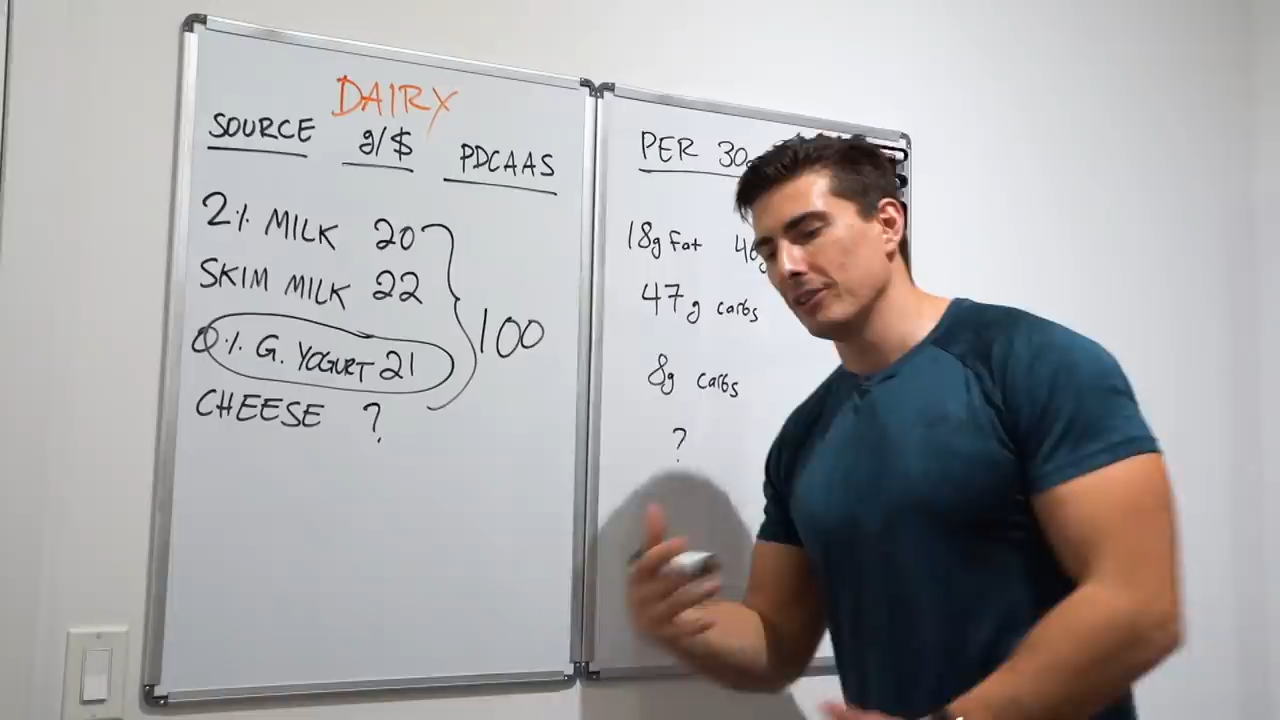 DAIRY
SOURCE g/$ PDCAAS
2% MILK 20
SKIM MILK 22
0% G. YOGURT 21
CHEESE ?
100
PER 30g
18g Fat
47g carbs
8g carbs
?